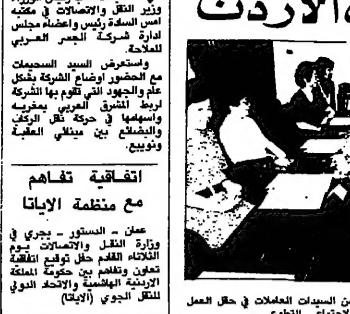 الاردن
وزير النقل والاتصالات في مكتبه
امس السادة رئيس واعضاء مجلس
ادارة شركة الجسر العربي
للملاحة.
واستعرض السيد السحيمات
مع الحضور اوضاع الشركة بشكل
عام والجهود التي تقوم بها الشركة
لربط المشرق العربي بمغربه
واسهامها في حركة نقل الركاب
والبضائع بين مينائي العقبة
ونويبع.
اتفاقية تفاهم
مع منظمة الاياتا
عمان - الدستور - يجري في
وزارة النقل والاتصالات يوم
الثلاثاء القادم حفل توقيع اتفاقية
تعاون وتفاهم بين حكومة المملكة
الاردنية الهاشمية والاتحاد الدولي
للنقل الجوي (الاياتا)
من السيدات العاملات في حقل العمل